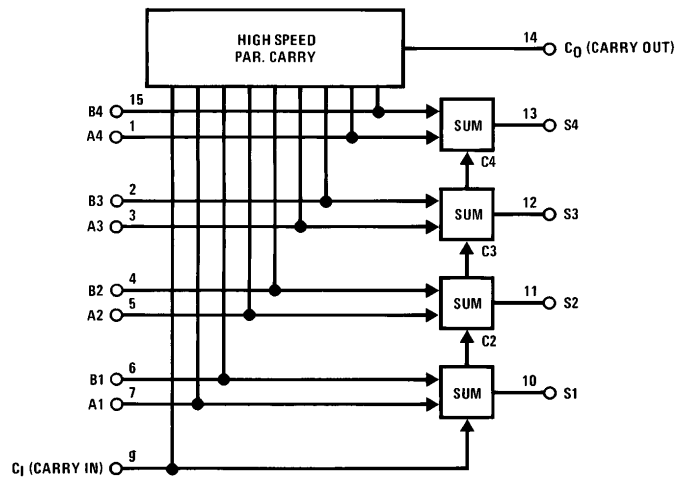 HIGH SPEED
PAR. CARRY
14
CO (CARRY OUT)
B4
15
SUM
13
S4
A4
1
C4
B3
2
SUM
12
S3
A3
3
C3
B2
4
SUM
11
S2
A2
5
C2
B1
6
SUM
10
S1
A1
7
CI (CARRY IN)
9